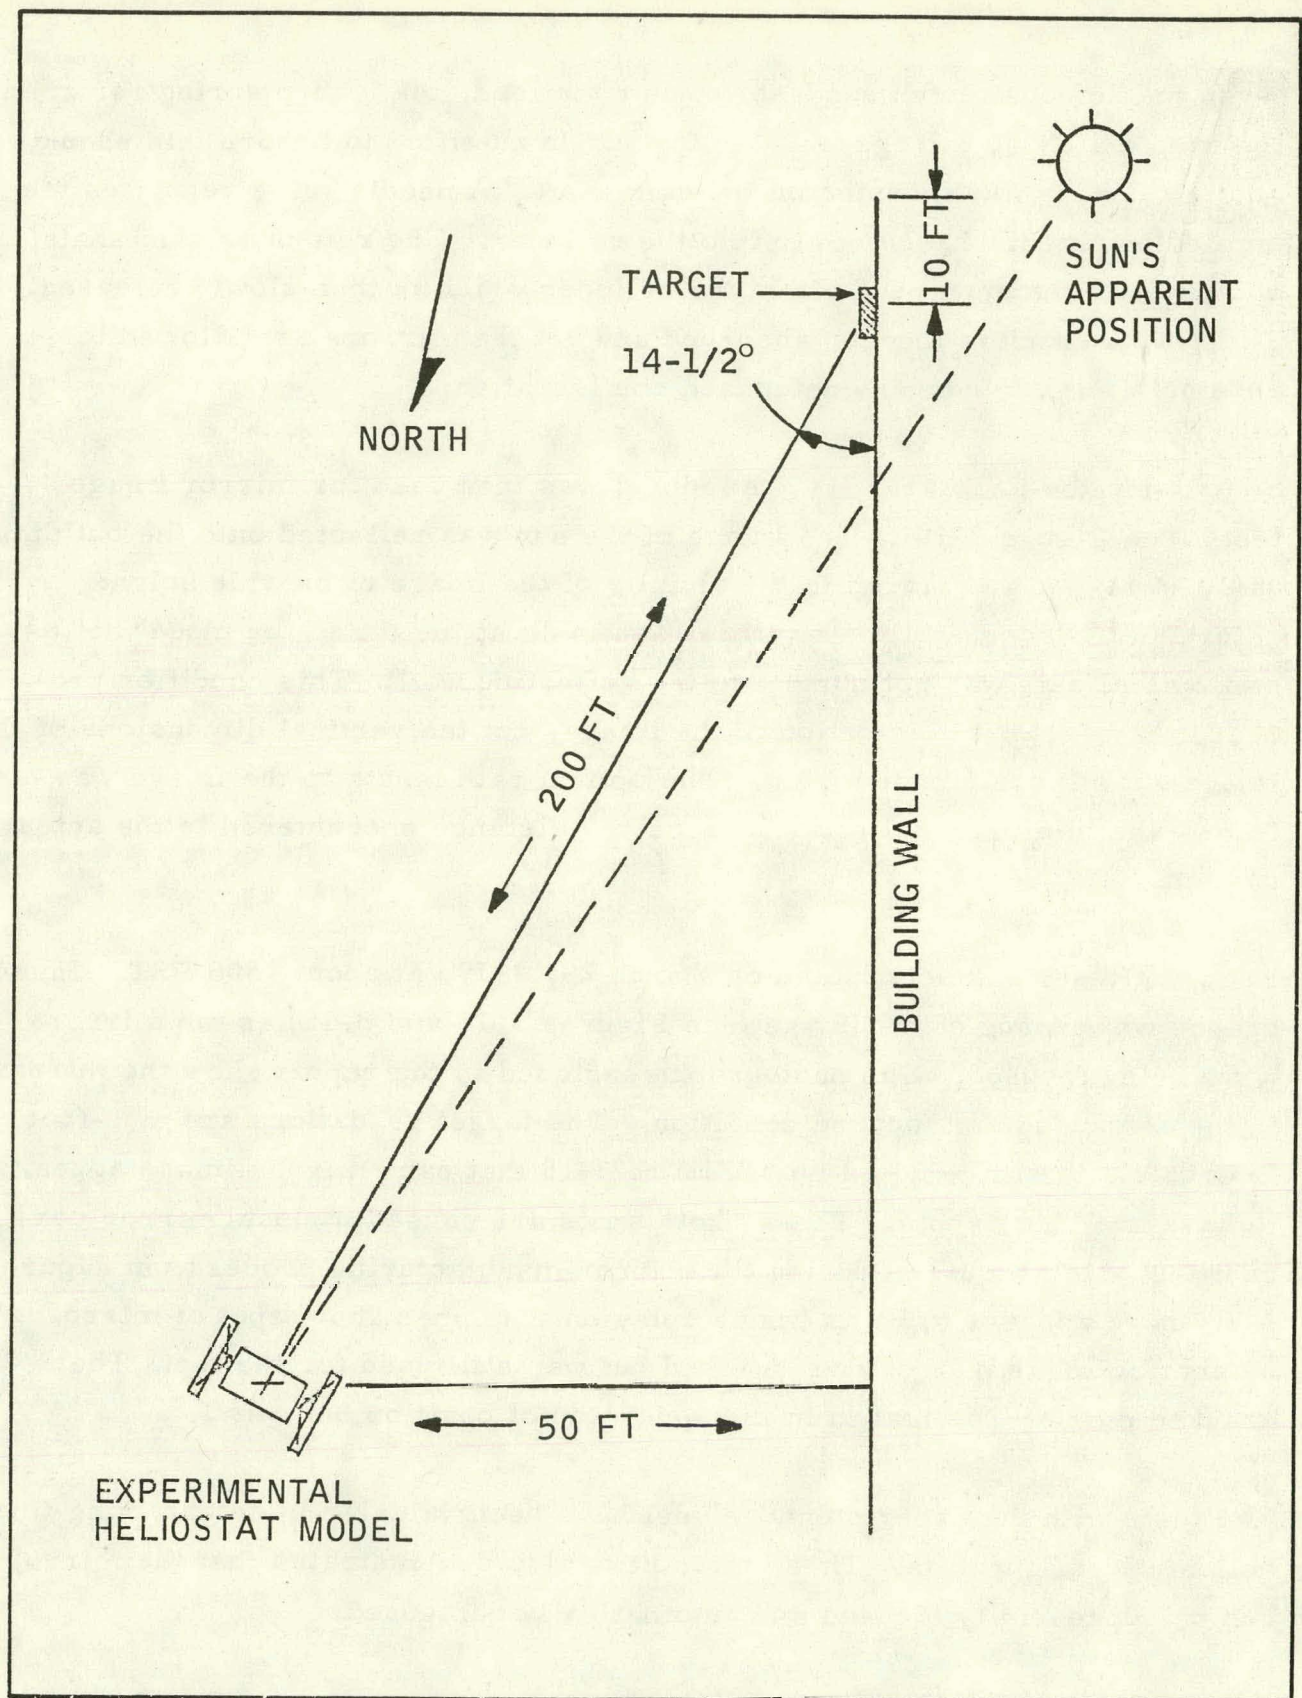 10 FT
SUN'S
APPARENT
POSITION
TARGET
14-1/2°
NORTH
200 FT
BUILDING WALL
50 FT
EXPERIMENTAL
HELIOSTAT MODEL